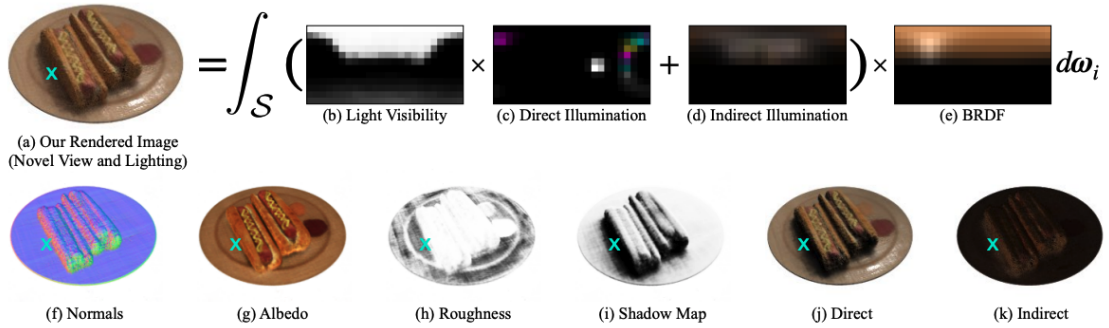 = ∫S ( × + ) × dωi
(b) Light Visibility
(c) Direct Illumination
(d) Indirect Illumination
(e) BRDF
(a) Our Rendered Image
(Novel View and Lighting)
x
x x x x x x
(f) Normals
(g) Albedo
(h) Roughness
(i) Shadow Map
(j) Direct
(k) Indirect